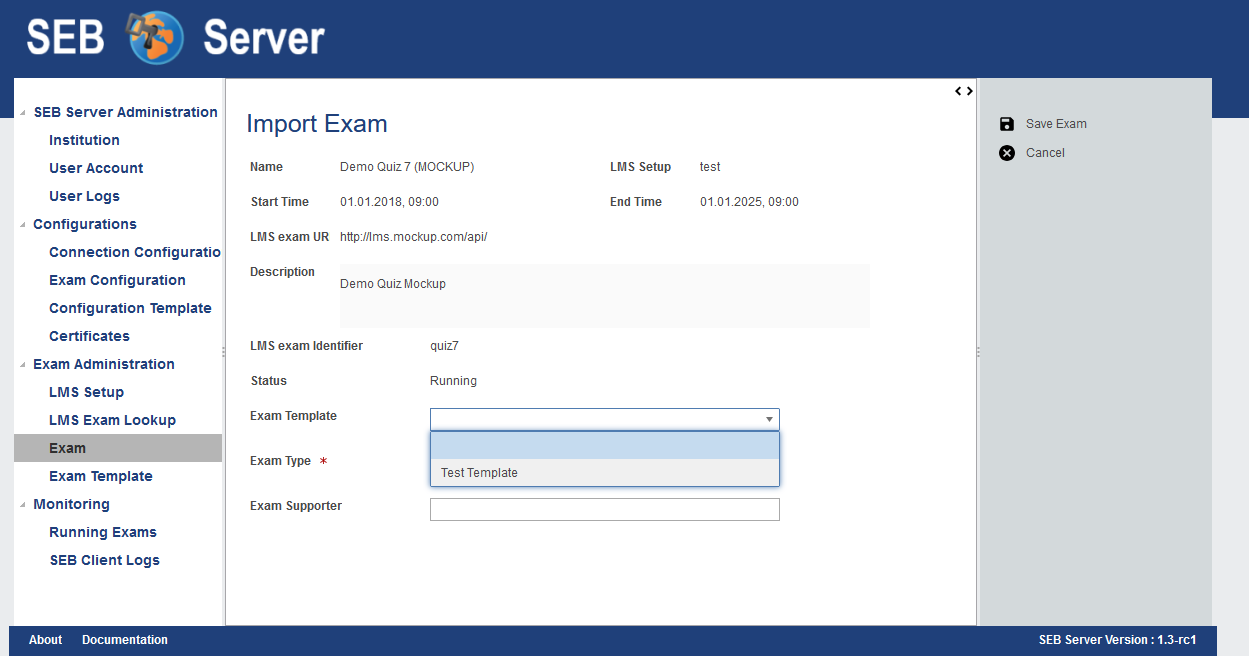 SEB Server
SEB Server Administration
Institution
User Account
User Logs
Configurations
Connection Configuratio
Exam Configuration
Configuration Template
Certificates
Exam Administration
LMS Setup
LMS Exam Lookup
Exam
Exam Template
Monitoring
Running Exams
SEB Client Logs
Import Exam
Name Demo Quiz 7 (MOCKUP) LMS Setup test
Start Time 01.01.2018, 09:00 End Time 01.01.2025, 09:00
LMS exam UR http://lms.mockup.com/api/
Description
Demo Quiz Mockup
LMS exam Identifier quiz7
Status Running
Exam Template
Exam Type *
Test Template
Exam Supporter
Save Exam
Cancel
About Documentation SEB Server Version : 1.3-rc1